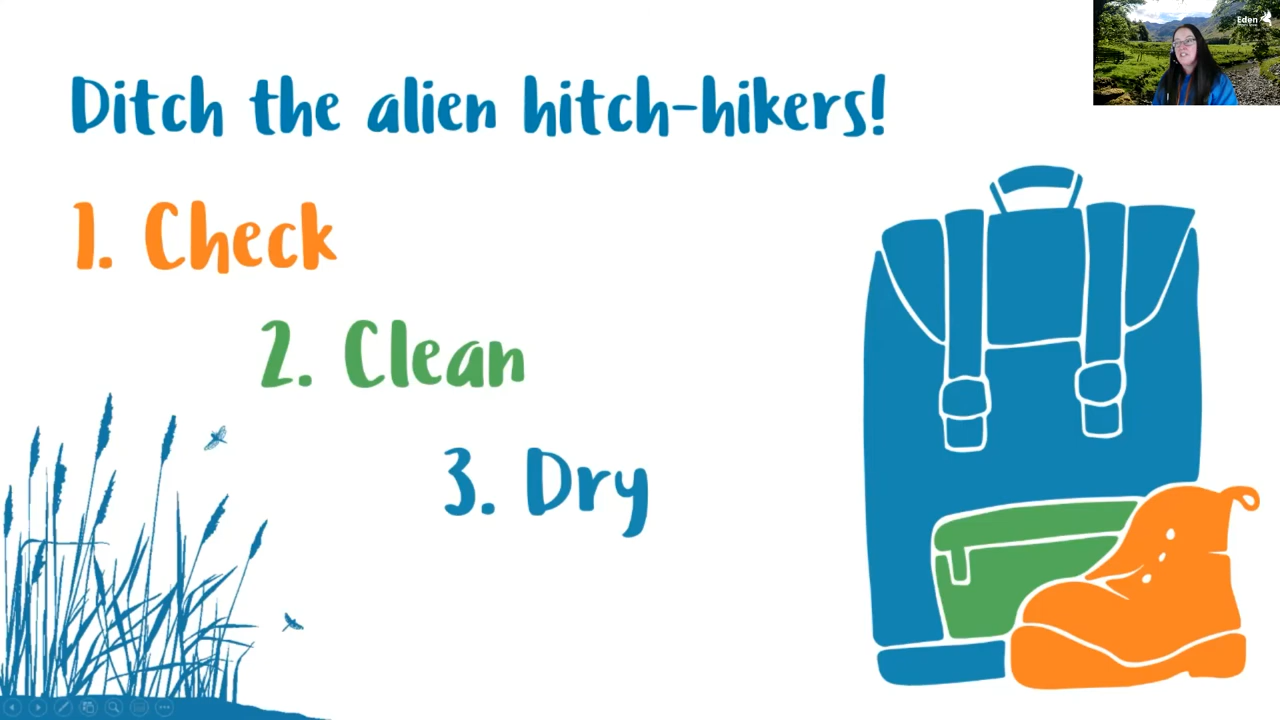 Ditch the alien hitch-hikers!
1. Check
2. Clean
3. Dry
Eden